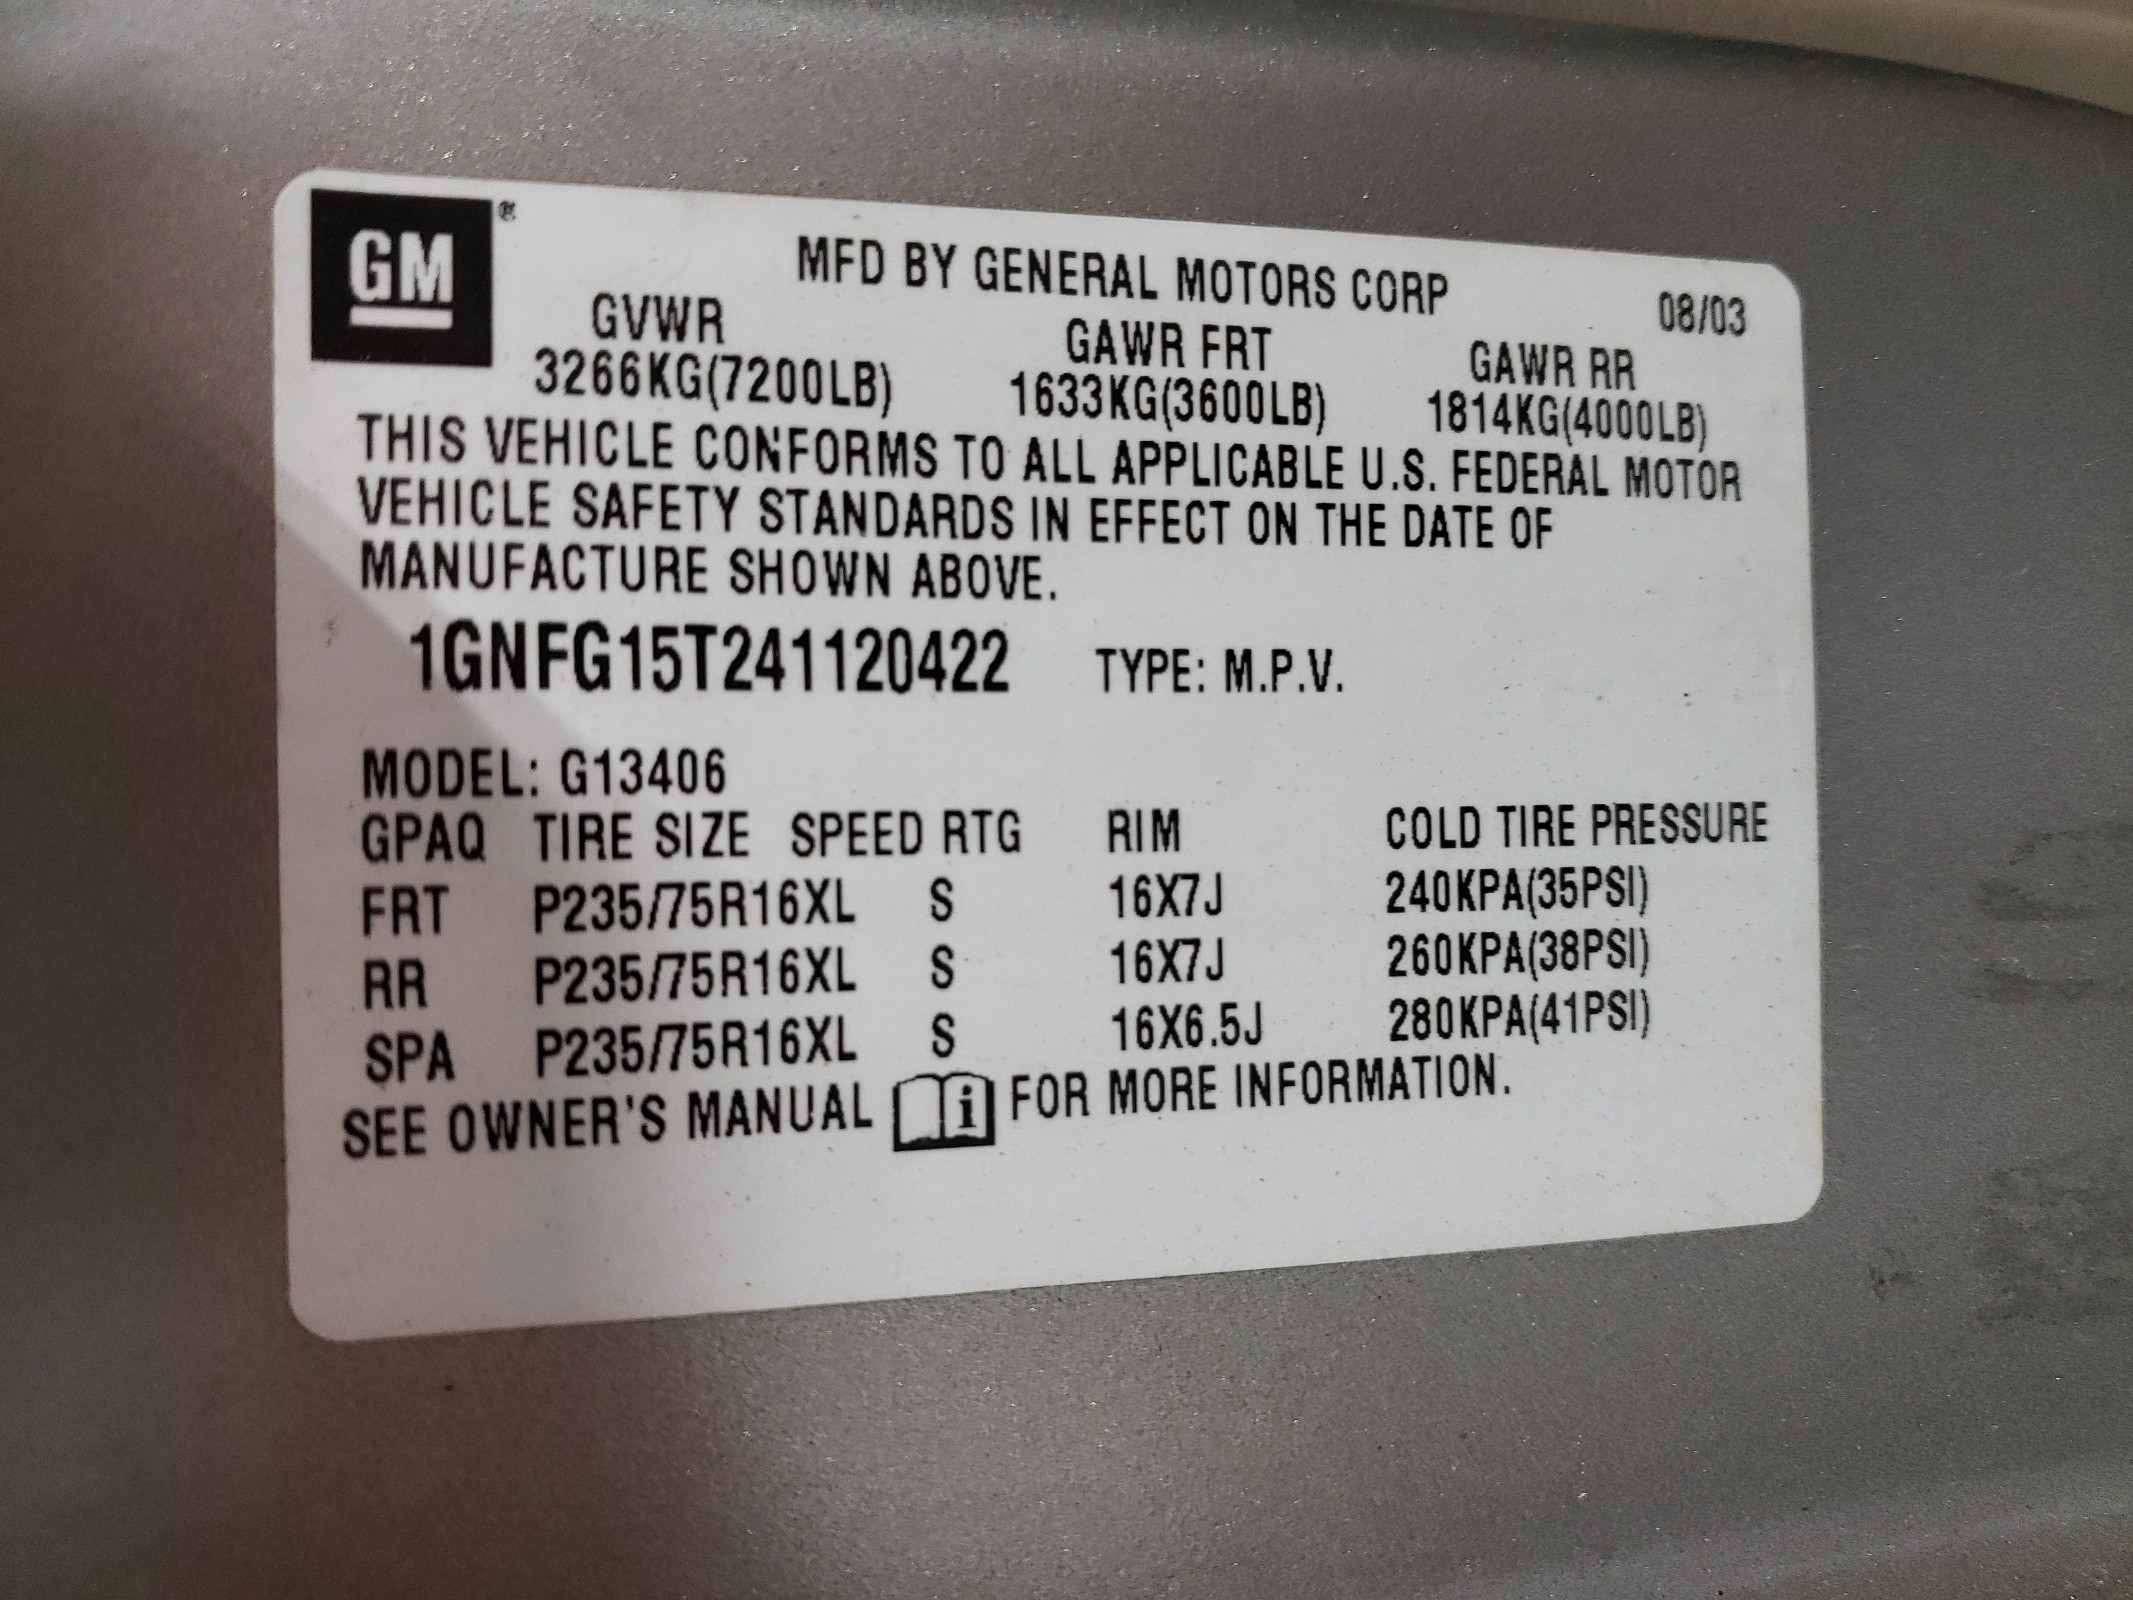 GM®
MFD BY GENERAL MOTORS CORP
08/03
GVWR GAWR FRT GAWR RR
3266KG(7200LB) 1633KG(3600LB) 1814KG(4000LB)
THIS VEHICLE CONFORMS TO ALL APPLICABLE U.S. FEDERAL MOTOR
VEHICLE SAFETY STANDARDS IN EFFECT ON THE DATE OF
MANUFACTURE SHOWN ABOVE.
1GNFG15T241120422 TYPE: M.P.V.
MODEL: G13406
GPAQ TIRE SIZE SPEED RTG RIM COLD TIRE PRESSURE
FRT P235/75R16XL S 16X7J 240KPA(35PSI)
RR P235/75R16XL S 16X7J 260KPA(38PSI)
SPA P235/75R16XL S 16X6.5J 280KPA(41PSI)
SEE OWNER'S MANUAL i FOR MORE INFORMATION.